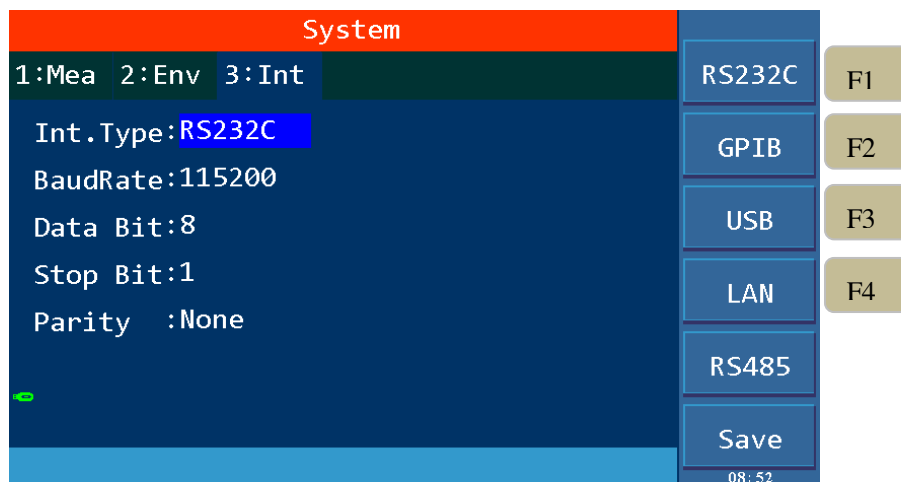 System
1:Mea 2:Env 3:Int
Int.Type:RS232C
BaudRate:115200
Data Bit:8
Stop Bit:1
Parity :None
RS232C
F1
GPIB
F2
USB
F3
LAN
F4
RS485
Save
08:52